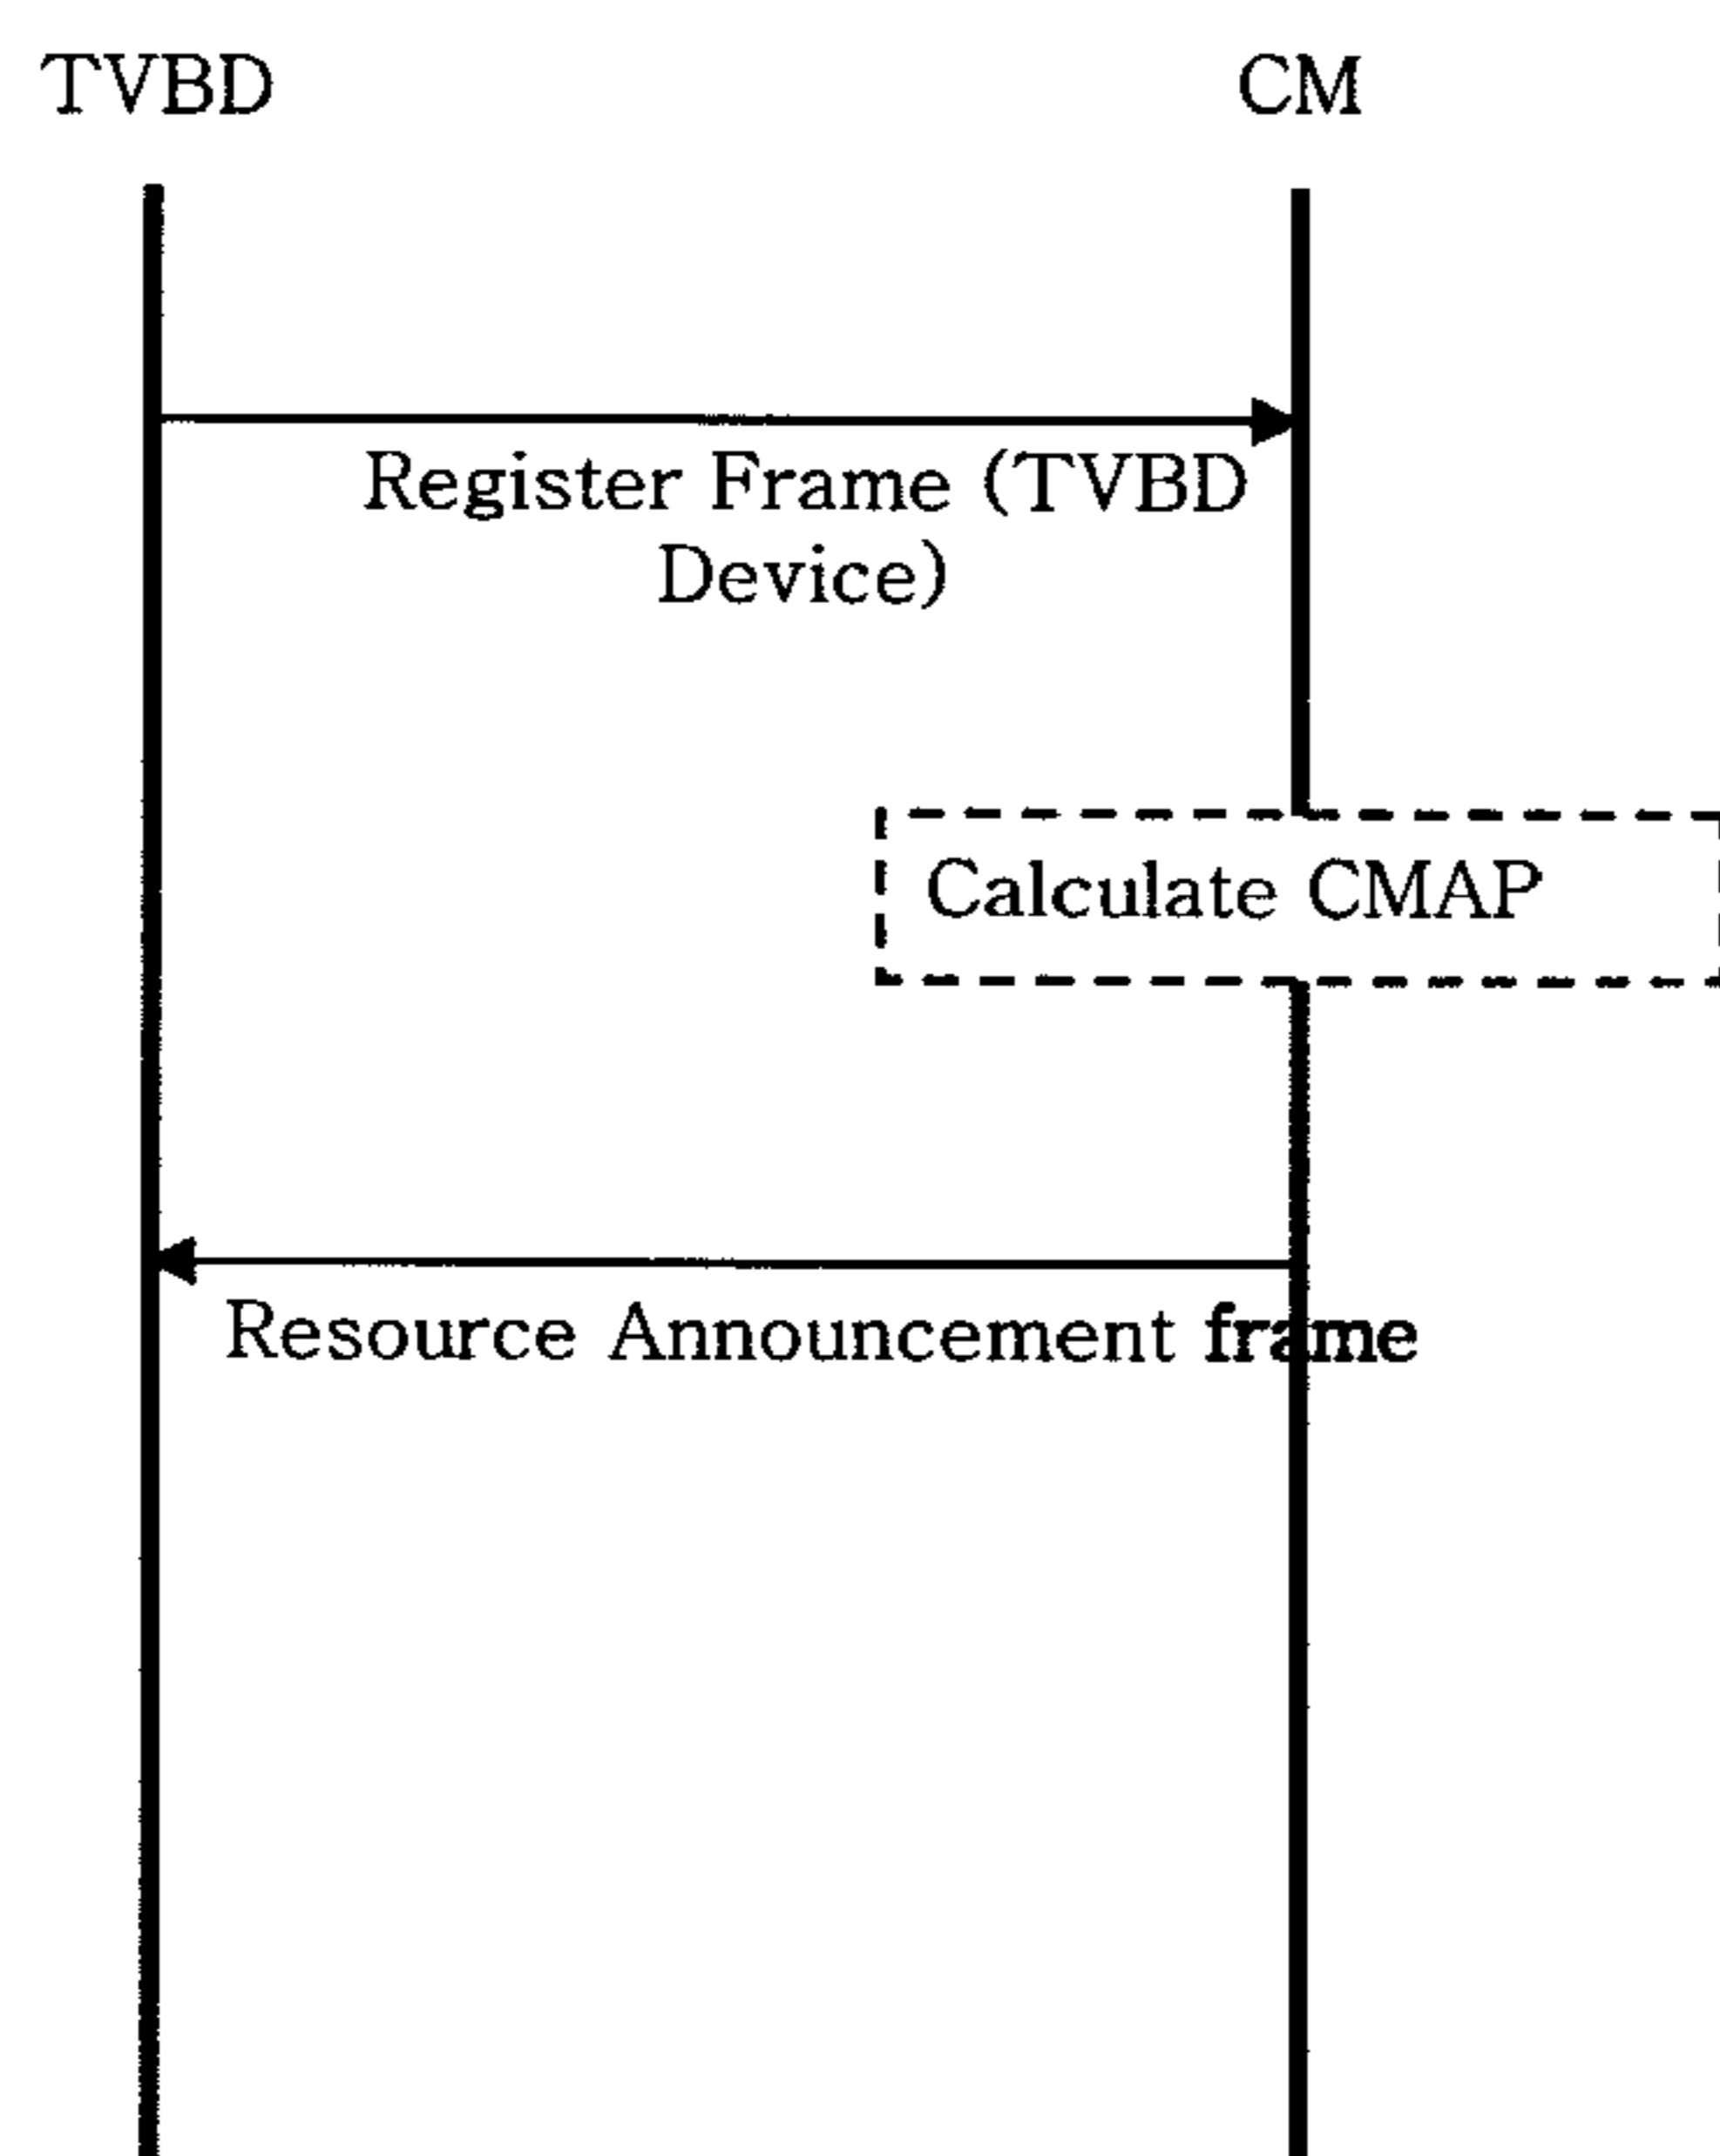 TVBD
CM
Register Frame (TVBD
Device)
Calculate CMAP
Resource Announcement frame